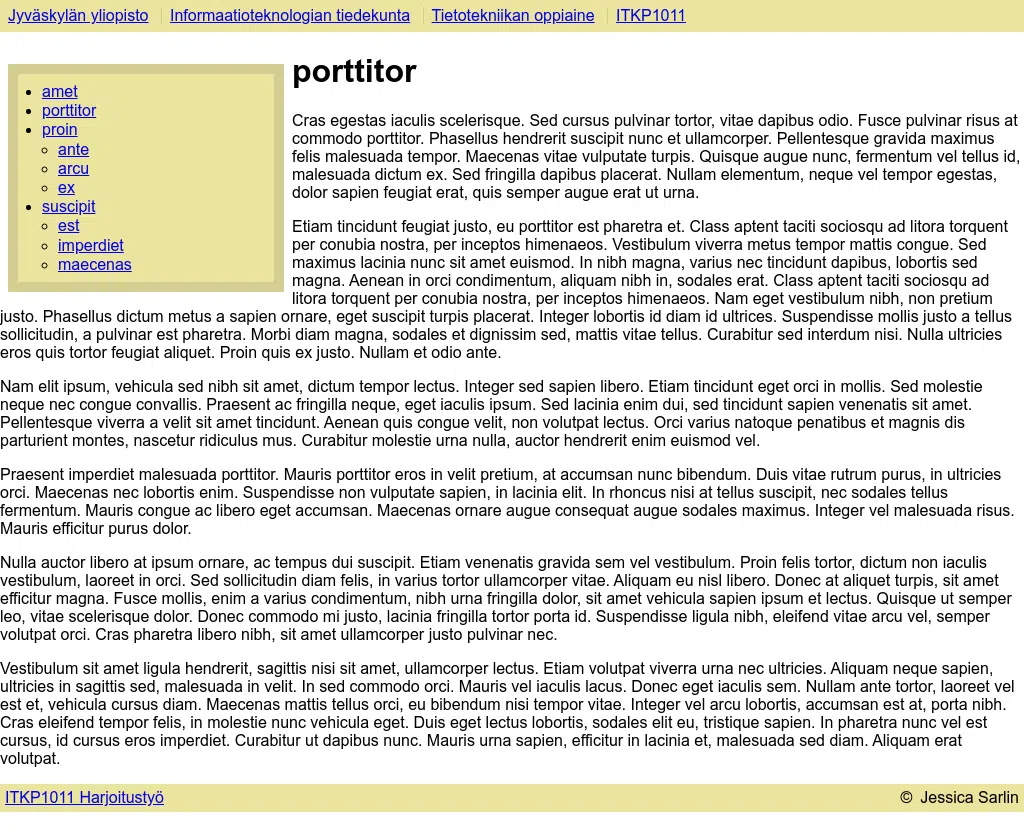 Jyväskylän yliopisto Informaatioteknologian tiedekunta Tietotekniikan oppiaine ITKP1011
amet
porttitor
proin
ante
arcu
ex
suscipit
est
imperdiet
maecenas
porttitor
Cras egestas iaculis scelerisque. Sed cursus pulvinar tortor, vitae dapibus odio. Fusce pulvinar risus at
commodo porttitor. Phasellus hendrerit suscipit nunc et ullamcorper. Pellentesque gravida maximus
felis malesuada tempor. Maecenas vitae vulputate turpis. Quisque augue nunc, fermentum vel tellus id,
malesuada dictum ex. Sed fringilla dapibus placerat. Nullam elementum, neque vel tempor egestas,
dolor sapien feugiat erat, quis semper augue erat ut urna.
Etiam tincidunt feugiat justo, eu porttitor est pharetra et. Class aptent taciti sociosqu ad litora torquent
per conubia nostra, per inceptos himenaeos. Vestibulum viverra metus tempor mattis congue. Sed
maximus lacinia nunc sit amet euismod. In nibh magna, varius nec tincidunt dapibus, lobortis sed
magna. Aenean in orci condimentum, aliquam nibh in, sodales erat. Class aptent taciti sociosqu ad
litora torquent per conubia nostra, per inceptos himenaeos. Nam eget vestibulum nibh, non pretium
justo. Phasellus dictum metus a sapien ornare, eget suscipit turpis placerat. Integer lobortis id diam id ultrices. Suspendisse mollis justo a tellus
sollicitudin, a pulvinar est pharetra. Morbi diam magna, sodales et dignissim sed, mattis vitae tellus. Curabitur sed interdum nisi. Nulla ultricies
eros quis tortor feugiat aliquet. Proin quis ex justo. Nullam et odio ante.
Nam elit ipsum, vehicula sed nibh sit amet, dictum tempor lectus. Integer sed sapien libero. Etiam tincidunt eget orci in mollis. Sed molestie
neque nec congue convallis. Praesent ac fringilla neque, eget iaculis ipsum. Sed lacinia enim dui, sed tincidunt sapien venenatis sit amet.
Pellentesque viverra a velit sit amet tincidunt. Aenean quis congue velit, non volutpat lectus. Orci varius natoque penatibus et magnis dis
parturient montes, nascetur ridiculus mus. Curabitur molestie urna nulla, auctor hendrerit enim euismod vel.
Praesent imperdiet malesuada porttitor. Mauris porttitor eros in velit pretium, at accumsan nunc bibendum. Duis vitae rutrum purus, in ultricies
orci. Maecenas nec lobortis enim. Suspendisse non vulputate sapien, in lacinia elit. In rhoncus nisi at tellus suscipit, nec sodales tellus
fermentum. Mauris congue ac libero eget accumsan. Maecenas ornare augue consequat augue sodales maximus. Integer vel malesuada risus.
Mauris efficitur purus dolor.
Nulla auctor libero at ipsum ornare, ac tempus dui suscipit. Etiam venenatis gravida sem vel vestibulum. Proin felis tortor, dictum non iaculis
vestibulum, laoreet in orci. Sed sollicitudin diam felis, in varius tortor ullamcorper vitae. Aliquam eu nisl libero. Donec at aliquet turpis, sit amet
efficitur magna. Fusce mollis, enim a varius condimentum, nibh urna fringilla dolor, sit amet vehicula sapien ipsum et lectus. Quisque ut semper
leo, vitae scelerisque dolor. Donec commodo mi justo, lacinia fringilla tortor porta id. Suspendisse ligula nibh, eleifend vitae arcu vel, semper
volutpat orci. Cras pharetra libero nibh, sit amet ullamcorper justo pulvinar nec.
Vestibulum sit amet ligula hendrerit, sagittis nisi sit amet, ullamcorper lectus. Etiam volutpat viverra urna nec ultricies. Aliquam neque sapien,
ultricies in sagittis sed, malesuada in velit. In sed commodo orci. Mauris vel iaculis lacus. Donec eget iaculis sem. Nullam ante tortor, laoreet vel
est et, vehicula cursus diam. Maecenas mattis tellus orci, eu bibendum nisi tempor vitae. Integer vel arcu lobortis, accumsan est at, porta nibh.
Cras eleifend tempor felis, in molestie nunc vehicula eget. Duis eget lectus lobortis, sodales elit eu, tristique sapien. In pharetra nunc vel est
cursus, id cursus eros imperdiet. Curabitur ut dapibus nunc. Mauris urna sapien, efficitur in lacinia et, malesuada sed diam. Aliquam erat
volutpat.
ITKP1011 Harjoitustyö © Jessica Sarlin